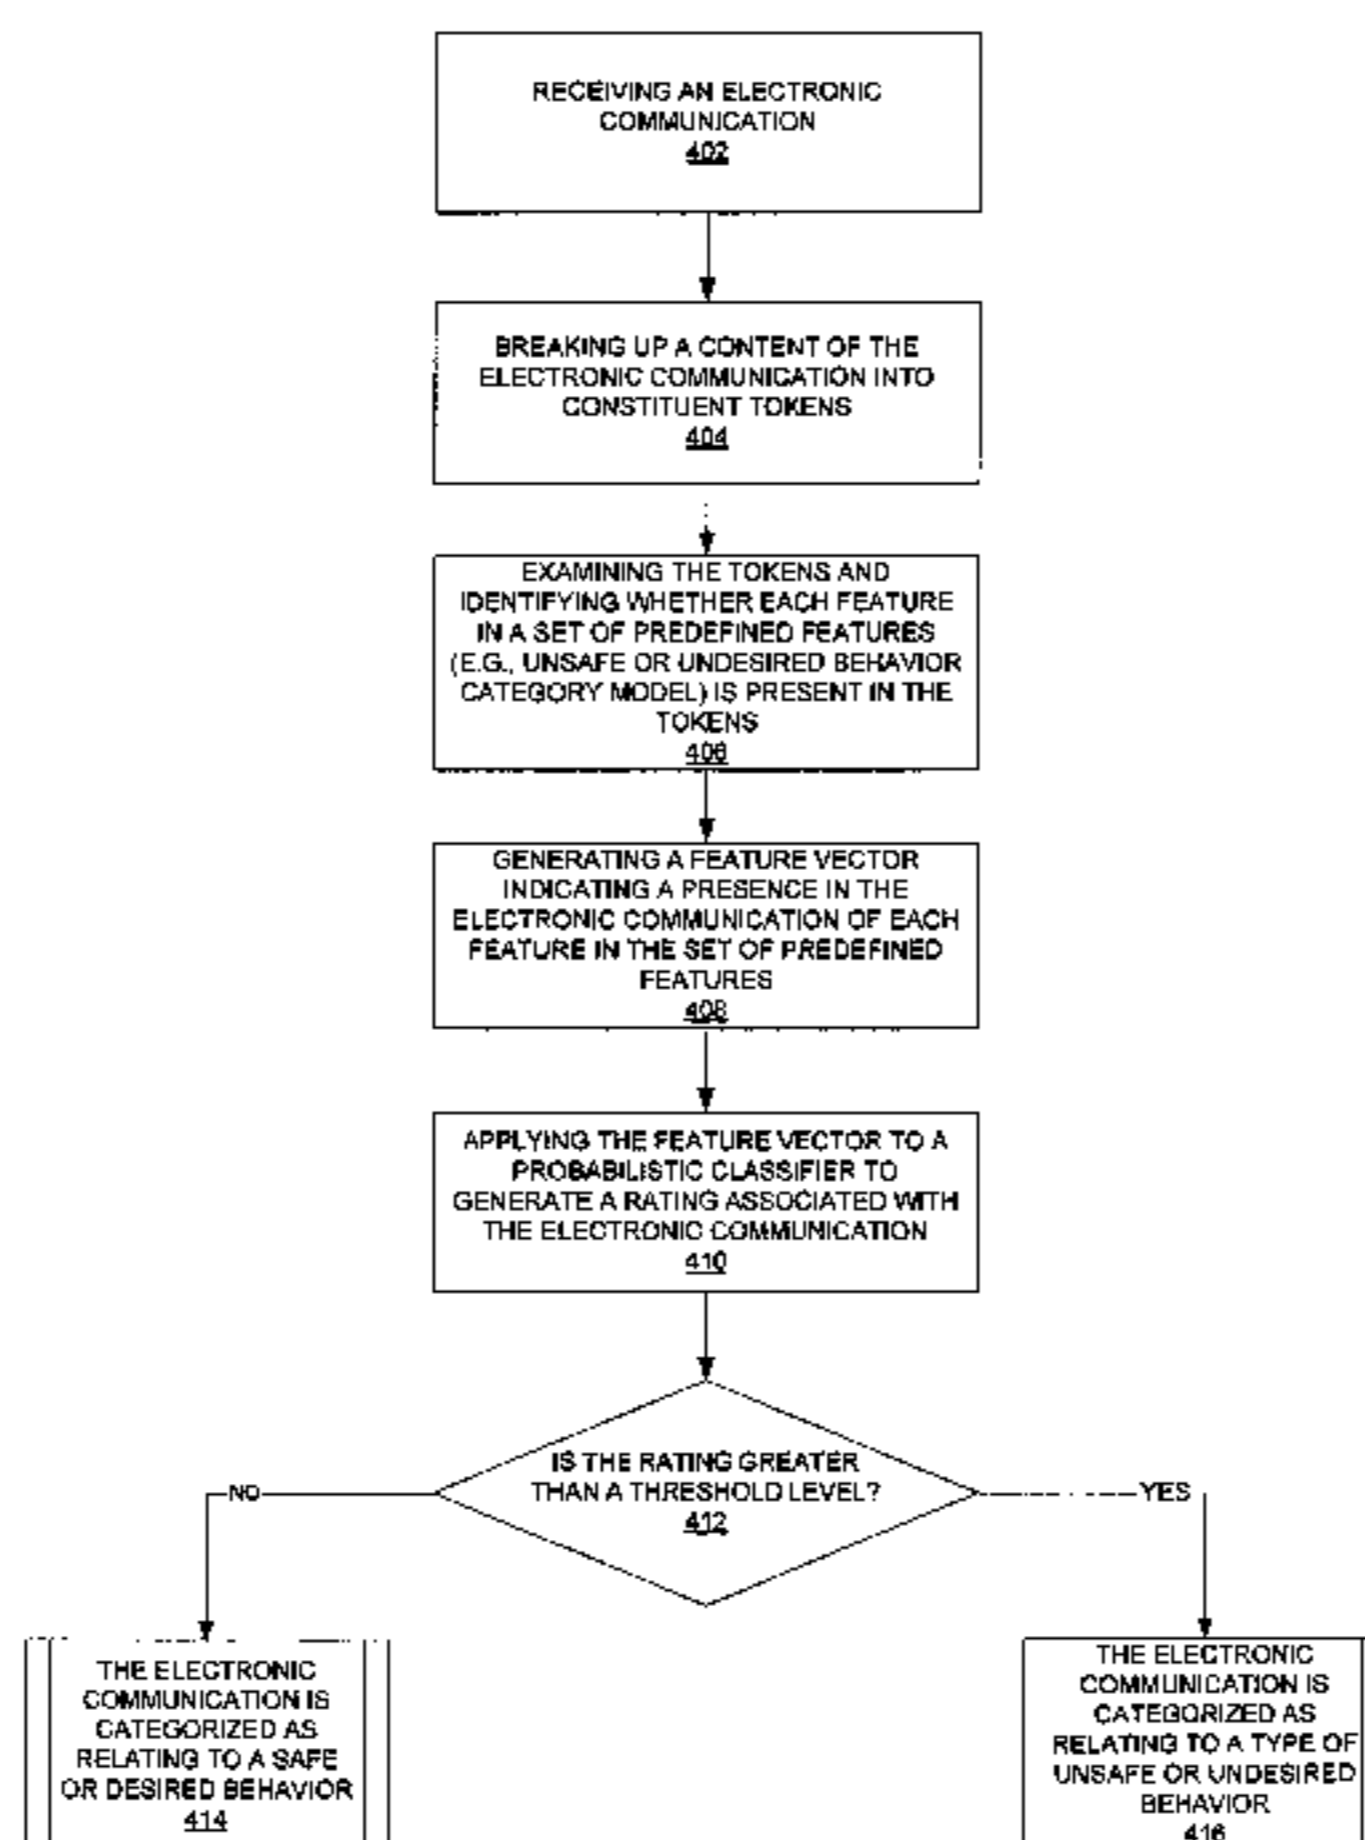 RECEIVING AN ELECTRONIC
COMMUNICATION
402
BREAKING UP A CONTENT OF THE
ELECTRONIC COMMUNICATION INTO
CONSTITUENT TOKENS
404
EXAMINING THE TOKENS AND
IDENTIFYING WHETHER EACH FEATURE
IN A SET OF PREDEFINED FEATURES
(E.G., UNSAFE OR UNDESIRED BEHAVIOR
CATEGORY MODEL) IS PRESENT IN THE
TOKENS
406
GENERATING A FEATURE VECTOR
INDICATING A PRESENCE IN THE
ELECTRONIC COMMUNICATION OF EACH
FEATURE IN THE SET OF PREDEFINED
FEATURES
408
APPLYING THE FEATURE VECTOR TO A
PROBABILISTIC CLASSIFIER TO
GENERATE A RATING ASSOCIATED WITH
THE ELECTRONIC COMMUNICATION
410
IS THE RATING GREATER
THAN A THRESHOLD LEVEL?
412
NO
YES
THE ELECTRONIC
COMMUNICATION IS
CATEGORIZED AS
RELATING TO A SAFE
OR DESIRED BEHAVIOR
414
THE ELECTRONIC
COMMUNICATION IS
CATEGORIZED AS
RELATING TO A TYPE OF
UNSAFE OR UNDESIRED
BEHAVIOR
416